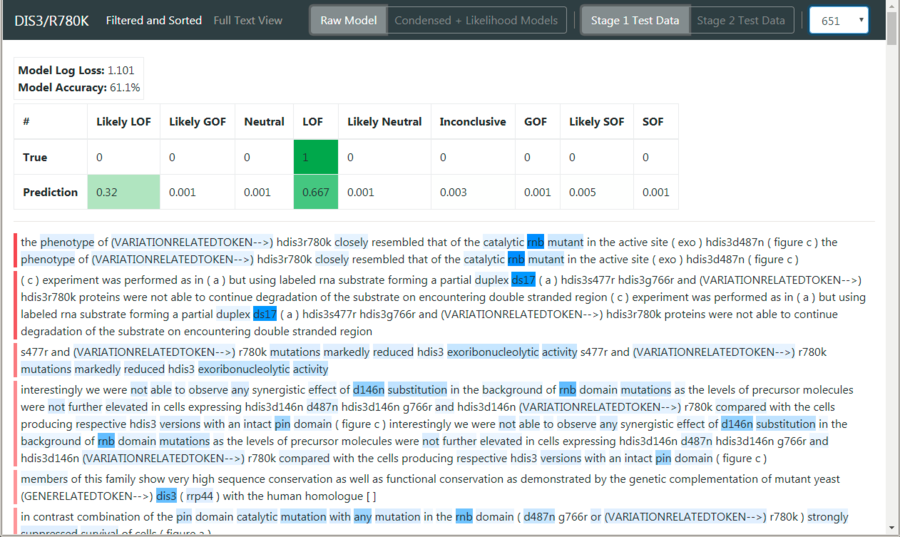 DIS3/R780K Filtered and Sorted Full Text View Raw Model Condensed + Likelihood Models Stage 1 Test Data Stage 2 Test Data 651
Model Log Loss: 1.101
Model Accuracy: 61.1%
# Likely LOF Likely GOF Neutral LOF Likely Neutral Inconclusive GOF Likely SOF SOF
True 0 0 0 1 0 0 0 0 0
Prediction 0.32 0.001 0.001 0.667 0.001 0.003 0.001 0.005 0.001
the phenotype of (VARIATIONRELATEDTOKEN-->) hdis3r780k closely resembled that of the catalytic rnb mutant in the active site ( exo ) hdis3d487n ( figure c ) the
phenotype of (VARIATIONRELATEDTOKEN-->) hdis3r780k closely resembled that of the catalytic rnb mutant in the active site ( exo ) hdis3d487n ( figure c )
( c ) experiment was performed as in ( a ) but using labeled rna substrate forming a partial duplex ds17 ( a ) hdis3s477r hdis3g766r and (VARIATIONRELATEDTOKEN-->)
hdis3r780k proteins were not able to continue degradation of the substrate on encountering double stranded region ( c ) experiment was performed as in ( a ) but using
labeled rna substrate forming a partial duplex ds17 ( a ) hdis3s477r hdis3g766r and (VARIATIONRELATEDTOKEN-->) hdis3r780k proteins were not able to continue
degradation of the substrate on encountering double stranded region
s477r and (VARIATIONRELATEDTOKEN-->) r780k mutations markedly reduced hdis3 exoribonucleolytic activity s477r and (VARIATIONRELATEDTOKEN-->) r780k
mutations markedly reduced hdis3 exoribonucleolytic activity
interestingly we were not able to observe any synergistic effect of d146n substitution in the background of rnb domain mutations as the levels of precursor molecules
were not further elevated in cells expressing hdis3d146n d487n hdis3d146n g766r and hdis3d146n (VARIATIONRELATEDTOKEN-->) r780k compared with the cells
producing respective hdis3 versions with an intact pin domain ( figure c ) interestingly we were not able to observe any synergistic effect of d146n substitution in the
background of rnb domain mutations as the levels of precursor molecules were not further elevated in cells expressing hdis3d146n d487n hdis3d146n g766r and
hdis3d146n (VARIATIONRELATEDTOKEN-->) r780k compared with the cells producing respective hdis3 versions with an intact pin domain ( figure c )
members of this family show very high sequence conservation as well as functional conservation as demonstrated by the genetic complementation of mutant yeast
(GENERELATEDTOKEN-->) dis3 ( rrp44 ) with the human homologue [ ]
in contrast combination of the pin domain catalytic mutation with any mutation in the rnb domain ( d487n g766r or (VARIATIONRELATEDTOKEN-->) r780k ) strongly
suppressed survival of cells ( figure a )